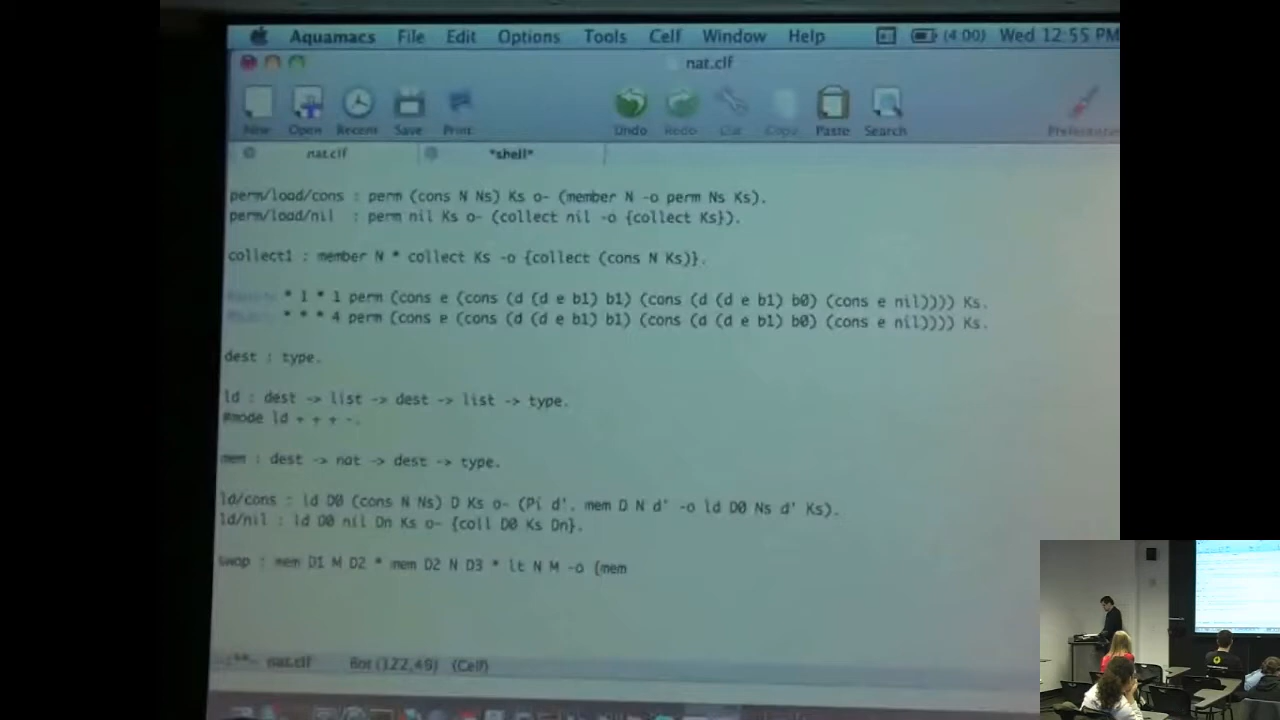 Aquamacs File Edit Options Tools Celf Window Help (4:00) Wed 12:55 PM
nat.clf
New Open Recent Save Print Undo Redo Cut Copy Paste Search Preferences
nat.clf *shell*
perm/load/cons : perm (cons N Ns) Ks o- (member N -o perm Ns Ks).
perm/load/nil : perm nil Ks o- (collect nil -o {collect Ks}).
collect1 : member N * collect Ks -o {collect (cons N Ks)}.
* 1 * 1 perm (cons e (cons (d (d e b1) b1) (cons (d (d e b1) b0) (cons e nil)))) Ks.
* * * 4 perm (cons e (cons (d (d e b1) b1) (cons (d (d e b1) b0) (cons e nil)))) Ks.
dest : type.
ld : dest -> list -> dest -> list -> type.
#mode ld + + + -.
mem : dest -> nat -> dest -> type.
ld/cons : ld D0 (cons N Ns) D Ks o- (Pi d'. mem D N d' -o ld D0 Ns d' Ks).
ld/nil : ld D0 nil Dn Ks o- {coll D0 Ks Dn}.
swap : mem D1 M D2 * mem D2 N D3 * lt N M -o {mem
nat.clf Bot (122,49) (Celf)